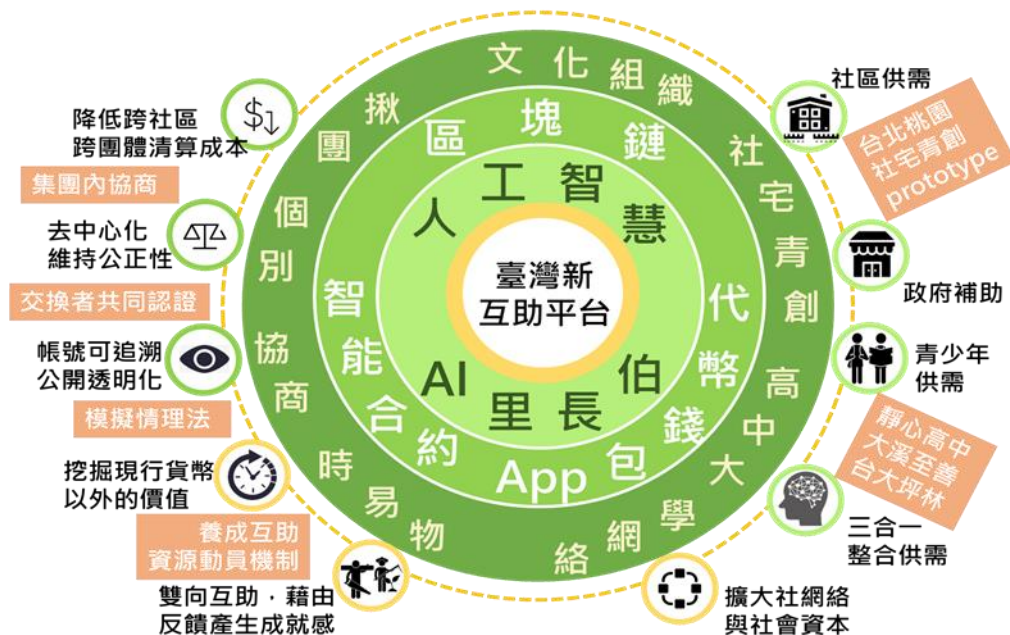 臺灣新
互助平台
人工智慧
AI里長伯
區塊鏈
智能合約
代幣錢包
App
文化組織
社宅青創
高中大學網絡
揪團
個別協商
時易物
降低跨社區
跨團體清算成本
集團內協商
去中心化
維持公正性
交換者共同認證
帳號可追溯
公開透明化
模擬情理法
挖掘現行貨幣
以外的價值
養成互助
資源動員機制
雙向互助，藉由
反饋產生成就感
社區供需
台北桃園
社宅青創
prototype
政府補助
青少年
供需
靜心高中
大溪至善
台大坪林
三合一
整合供需
擴大社網絡
與社會資本